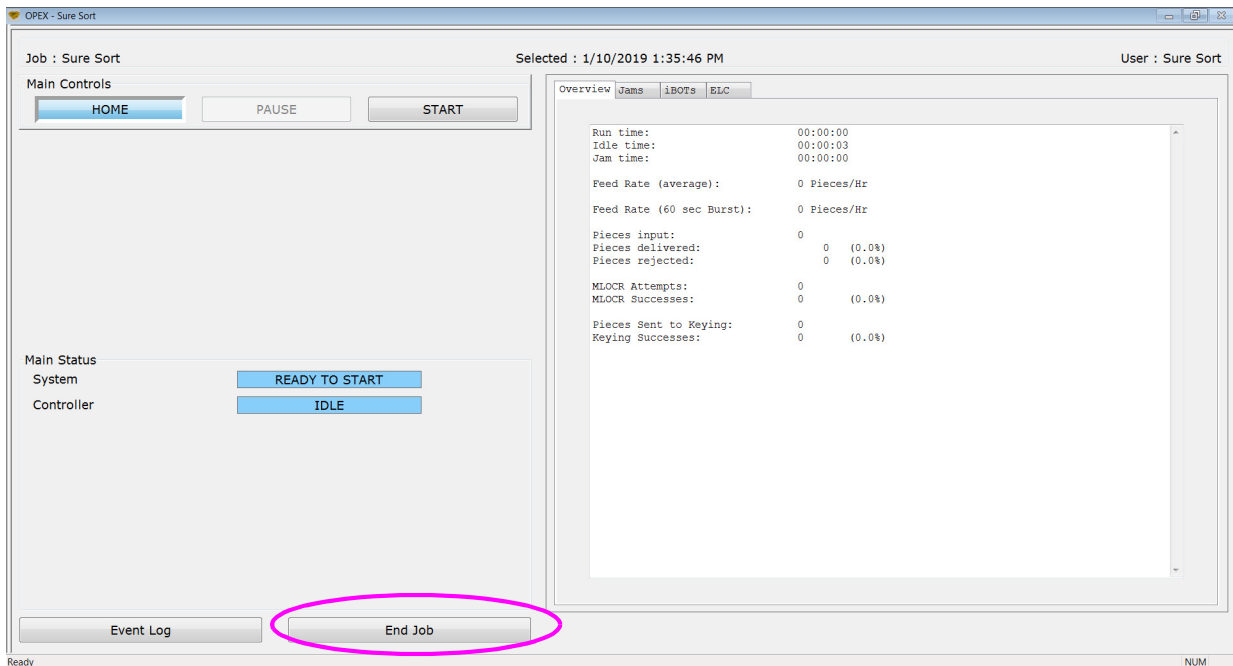 OPEX - Sure Sort
Job : Sure Sort
Selected : 1/10/2019 1:35:46 PM
User : Sure Sort
Main Controls
HOME
PAUSE
START
Overview
Jams
iBOTs
ELC
Run time: 00:00:00
Idle time: 00:00:03
Jam time: 00:00:00
Feed Rate (average): 0 Pieces/Hr
Feed Rate (60 sec Burst): 0 Pieces/Hr
Pieces input: 0
Pieces delivered: 0 (0.0%)
Pieces rejected: 0 (0.0%)
MLOCR Attempts: 0
MLOCR Successes: 0 (0.0%)
Pieces Sent to Keying: 0
Keying Successes: 0 (0.0%)
Main Status
System READY TO START
Controller IDLE
Event Log
End Job
Ready
NUM